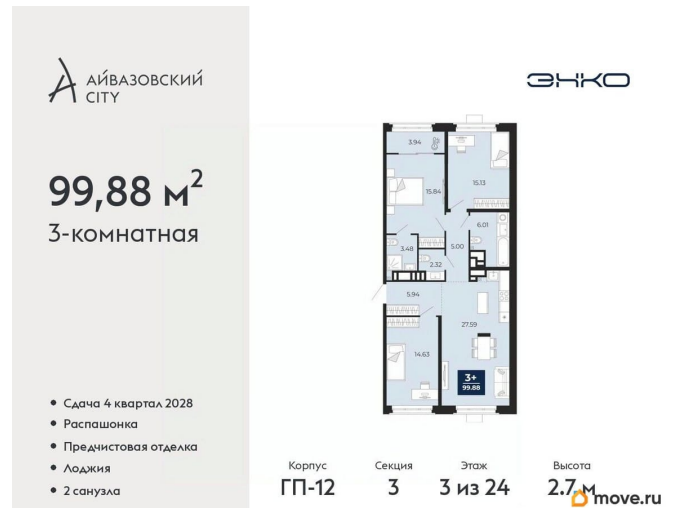 АЙВАЗОВСКИЙ
CITY
ЭНКО
99,88 м²
3-комнатная
3.94
15.84
15.13
6.01
5.00
3.48
2.32
5.94
27.59
14.63
3+
99.88
• Сдача 4 квартал 2028
• Распашонка
• Предчистовая отделка
• Лоджия
• 2 санузла
Корпус Секция Этаж Высота
ГП-12 3 3 из 24 2.7 м
move.ru